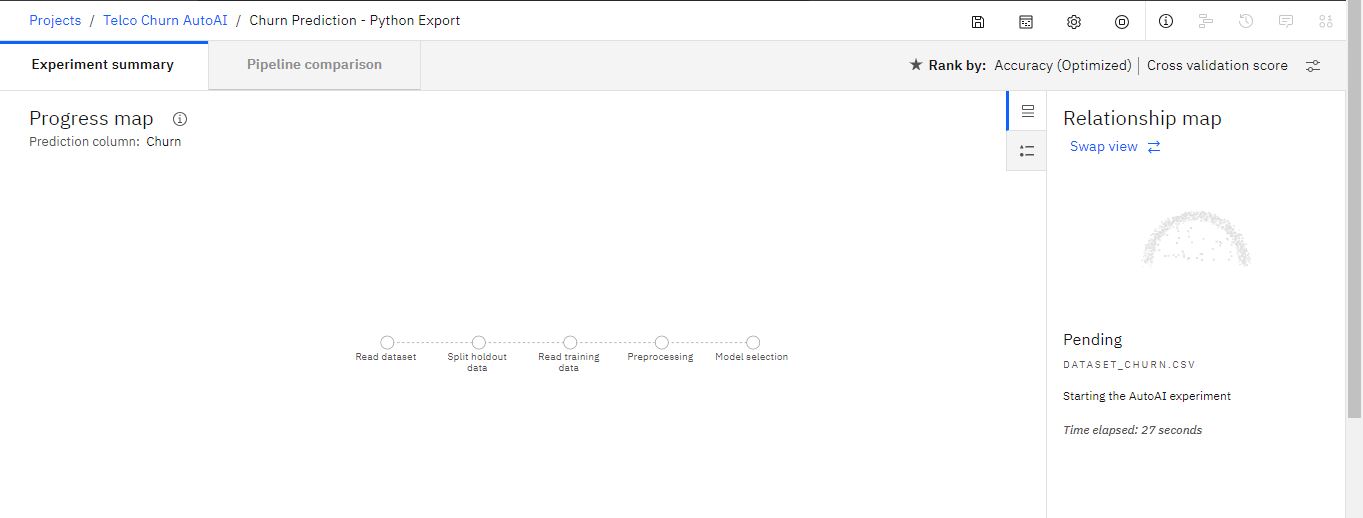 Projects / Telco Churn AutoAI / Churn Prediction - Python Export
Experiment summary
Pipeline comparison
Rank by: Accuracy (Optimized) | Cross validation score
Progress map
Prediction column: Churn
Read dataset
Split holdout
data
Read training
data
Preprocessing
Model selection
Relationship map
Swap view
Pending
DATASET_CHURN.CSV
Starting the AutoAI experiment
Time elapsed: 27 seconds